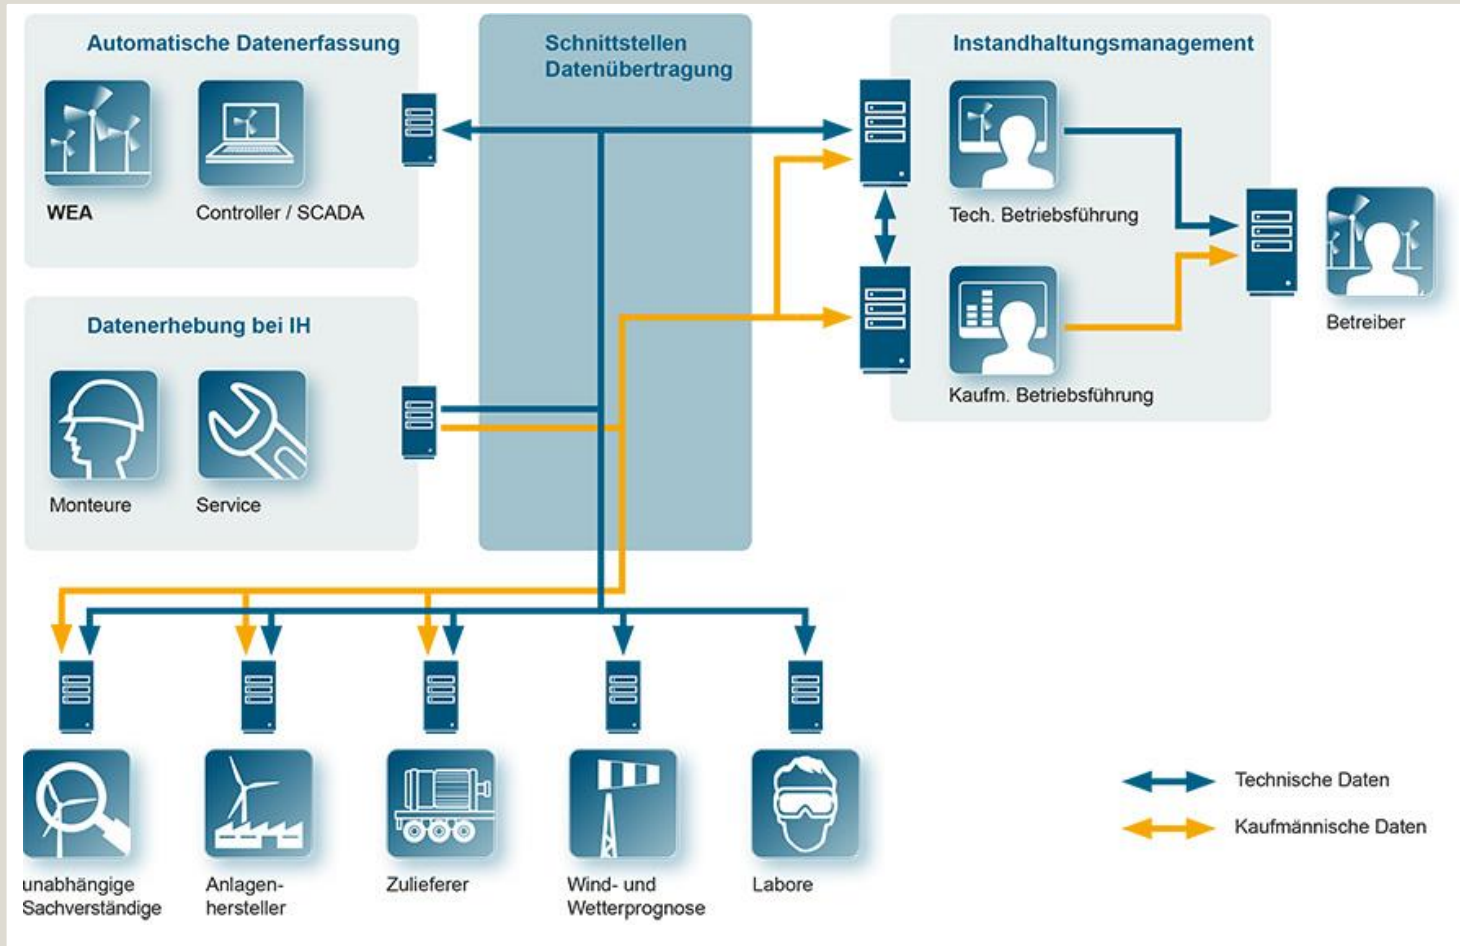 Automatische Datenerfassung
WEA
Controller / SCADA
Schnittstellen
Datenübertragung
Instandhaltungsmanagement
Tech. Betriebsführung
Kaufm. Betriebsführung
Betreiber
Datenerhebung bei IH
Monteure
Service
unabhängige
Sachverständige
Anlagen-
hersteller
Zulieferer
Wind- und
Wetterprognose
Labore
Technische Daten
Kaufmännische Daten